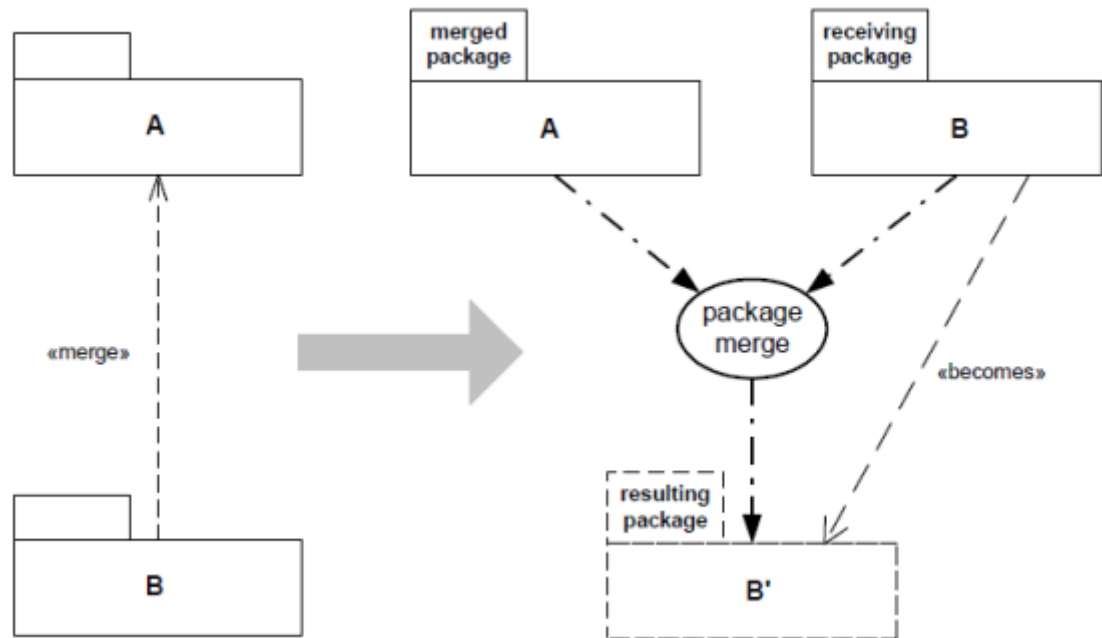 merged
package
receiving
package
A
A
B
«merge»
package
merge
«becomes»
resulting
package
B
B'